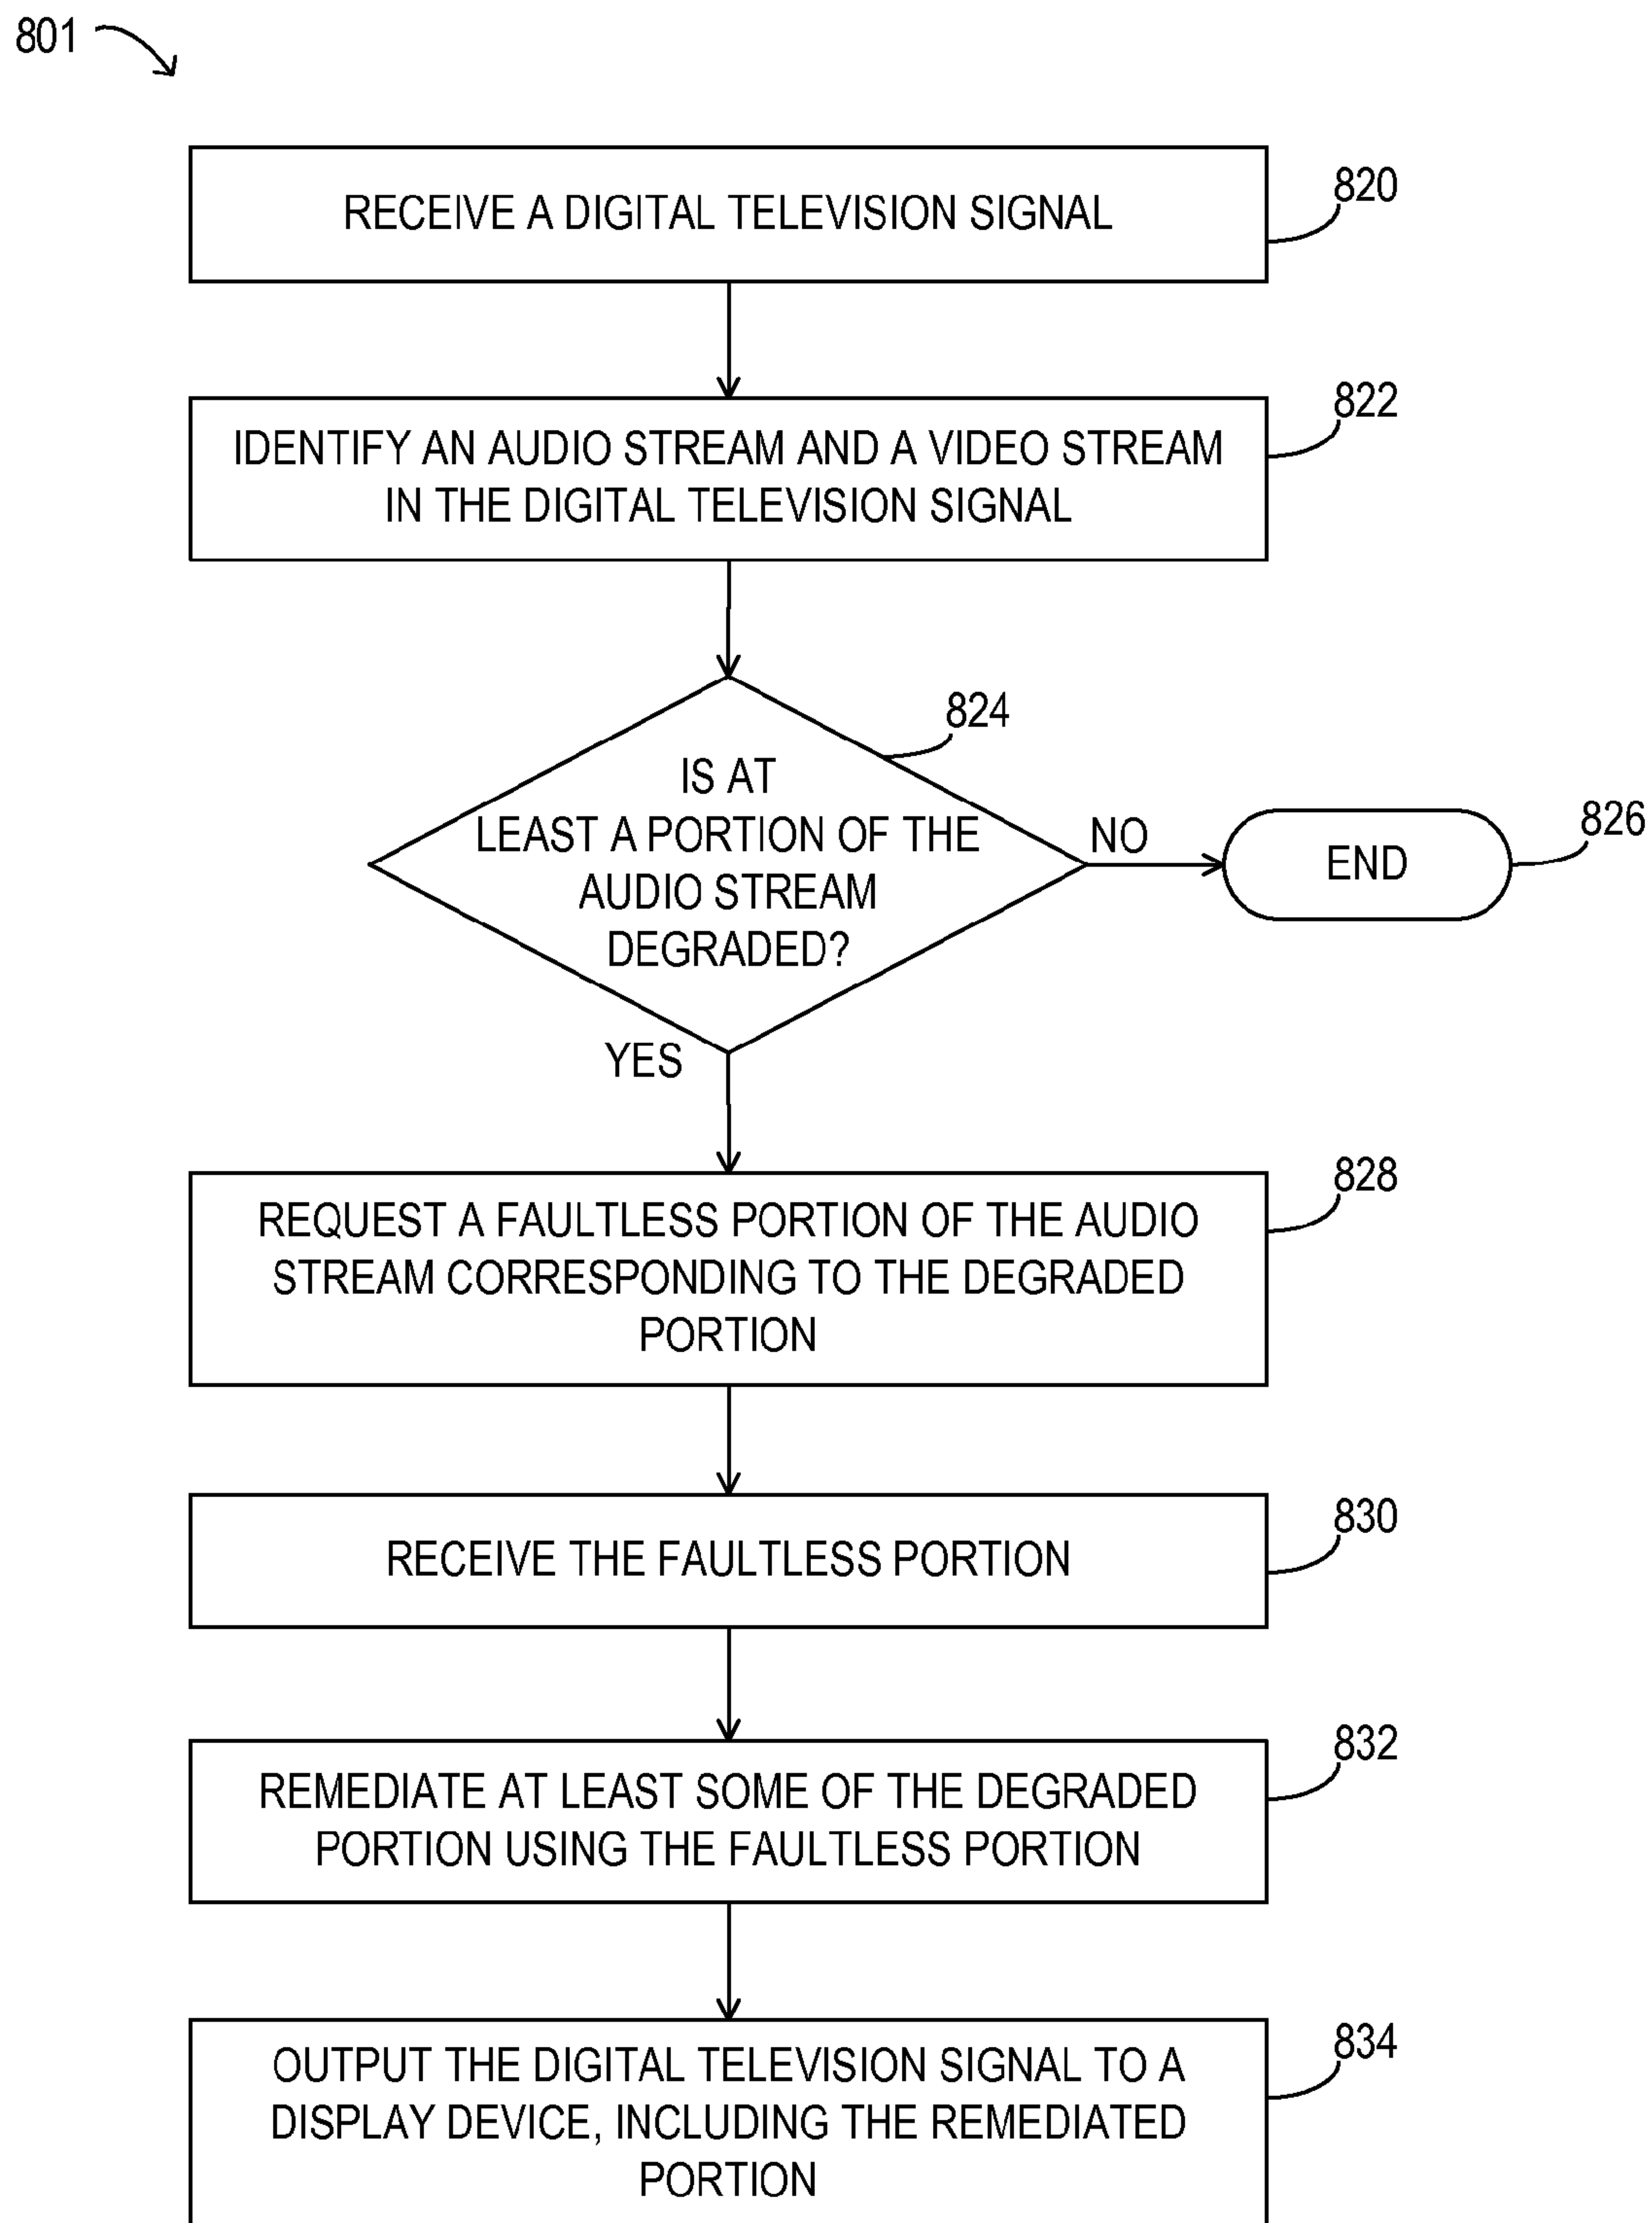 801
RECEIVE A DIGITAL TELEVISION SIGNAL
820
IDENTIFY AN AUDIO STREAM AND A VIDEO STREAM
IN THE DIGITAL TELEVISION SIGNAL
822
IS AT
LEAST A PORTION OF THE
AUDIO STREAM
DEGRADED?
824
NO
END
826
YES
REQUEST A FAULTLESS PORTION OF THE AUDIO
STREAM CORRESPONDING TO THE DEGRADED
PORTION
828
RECEIVE THE FAULTLESS PORTION
830
REMEDIATE AT LEAST SOME OF THE DEGRADED
PORTION USING THE FAULTLESS PORTION
832
OUTPUT THE DIGITAL TELEVISION SIGNAL TO A
DISPLAY DEVICE, INCLUDING THE REMEDIATED
PORTION
834